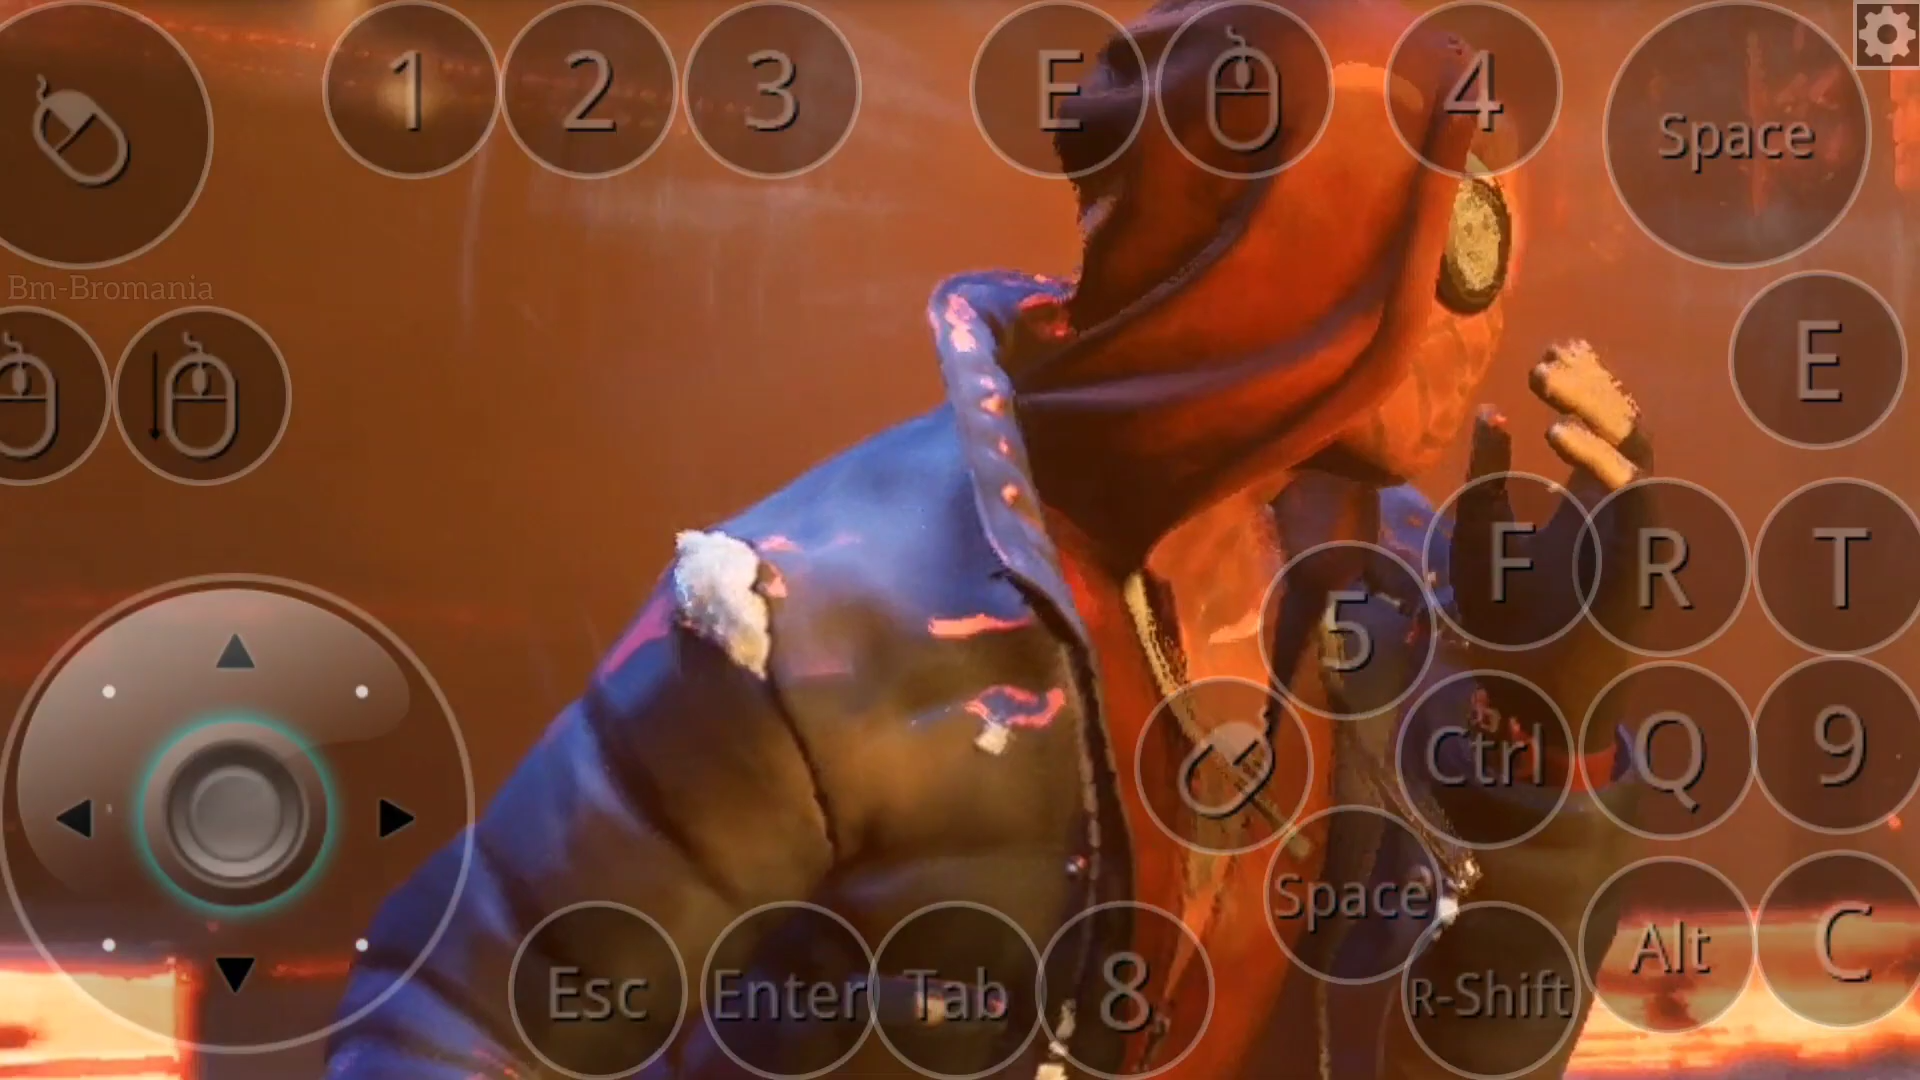 1 2 3 E 4 Space
Bm-Bromania
E
F R T
5
Ctrl Q 9
Space
Esc Enter Tab 8 R-Shift Alt C